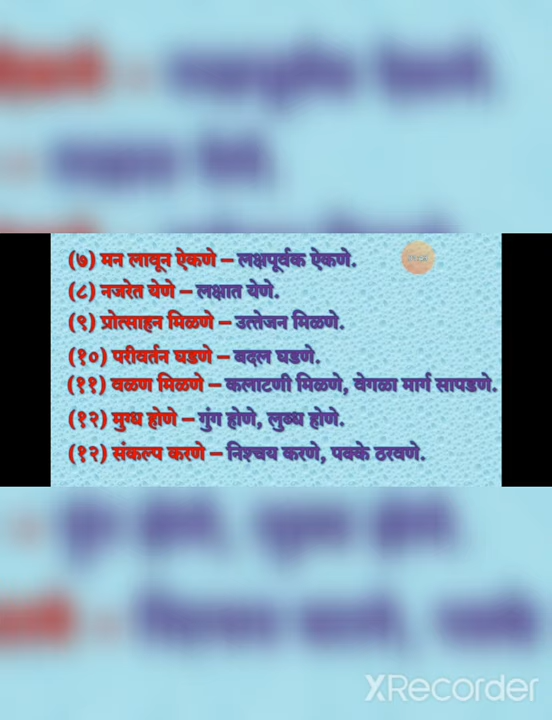 (७) मन लावून ऐकणे – लक्षपूर्वक ऐकणे.
(८) नजरेत येणे – लक्षात येणे.
(९) प्रोत्साहन मिळणे – उत्तेजन मिळणे.
(१०) परीवर्तन घडणे – बदल घडणे.
(११) वळण मिळणे – कलाटणी मिळणे, वेगळा मार्ग सापडणे.
(१२) मुग्ध होणे – गुंग होणे, लुब्ध होणे.
(१२) संकल्प करणे – निश्चय करणे, पक्के ठरवणे.
XRecorder